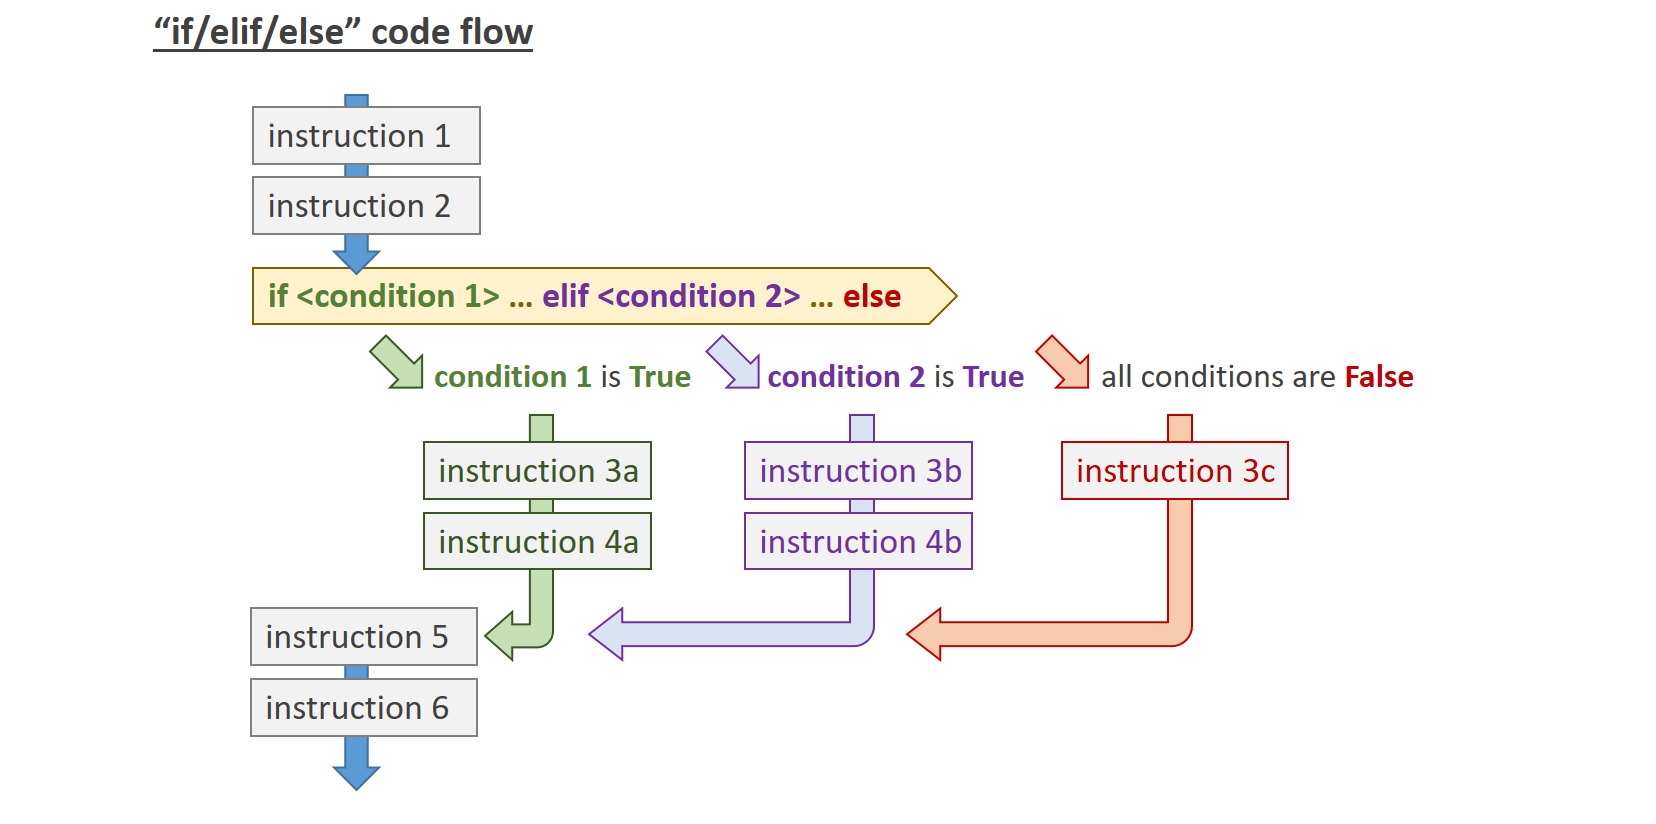 “if/elif/else” code flow
instruction 1
instruction 2
if <condition 1> ... elif <condition 2> ... else
condition 1 is True
condition 2 is True
all conditions are False
instruction 3a
instruction 3b
instruction 3c
instruction 4a
instruction 4b
instruction 5
instruction 6